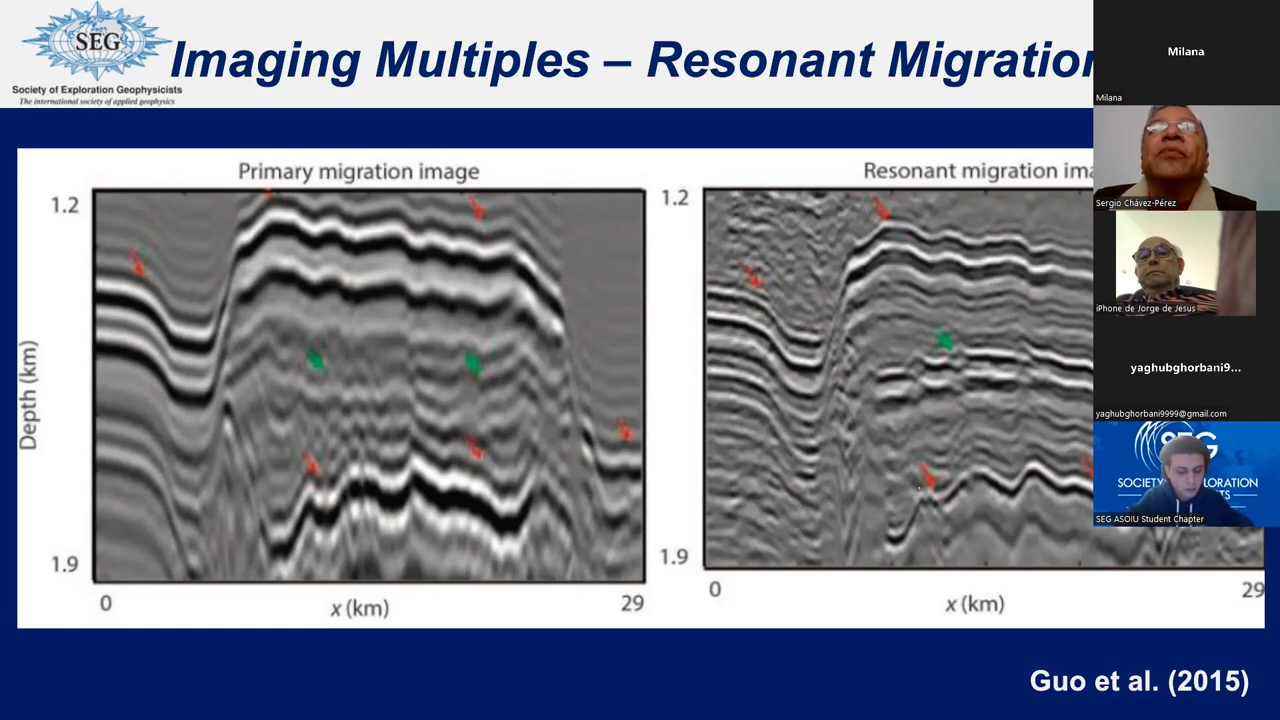 SEG
Society of Exploration Geophysicists
The international society of applied geophysics
Imaging Multiples – Resonant Migration
Primary migration image
1.2
Depth (km)
1.9
0
x (km)
29
Resonant migration ima
1.2
1.9
0
x (km)
29
Guo et al. (2015)
Milana
Milana
Sergio Chávez-Pérez
iPhone de Jorge de Jesus
yaghubghorbani9...
yaghubghorbani9999@gmail.com
SEG
SOCIETY
LORATION
SEG ASOIU Student Chapter